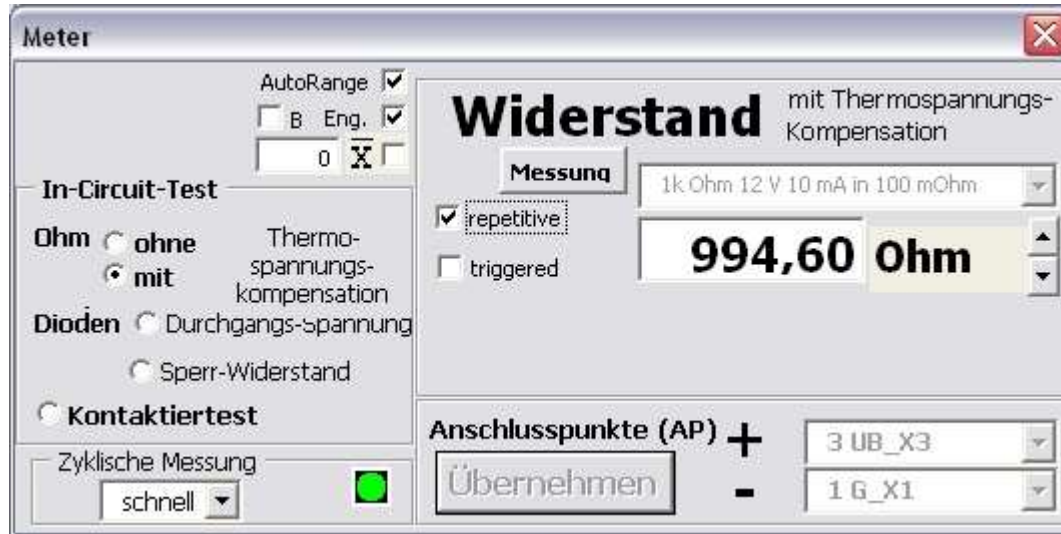 Meter
AutoRange
B Eng.
0 X
In-Circuit-Test
Ohm ohne
mit
Thermo-
spannungs-
kompensation
Dioden Durchgangs-Spannung
Sperr-Widerstand
Kontaktiertest
Zyklische Messung
schnell
Widerstand
mit Thermospannungs-
Kompensation
Messung
1k Ohm 12 V 10 mA in 100 mOhm
repetitive
triggered
994,60 Ohm
Anschlusspunkte (AP) +
3 UB_X3
Übernehmen -
1 G_X1